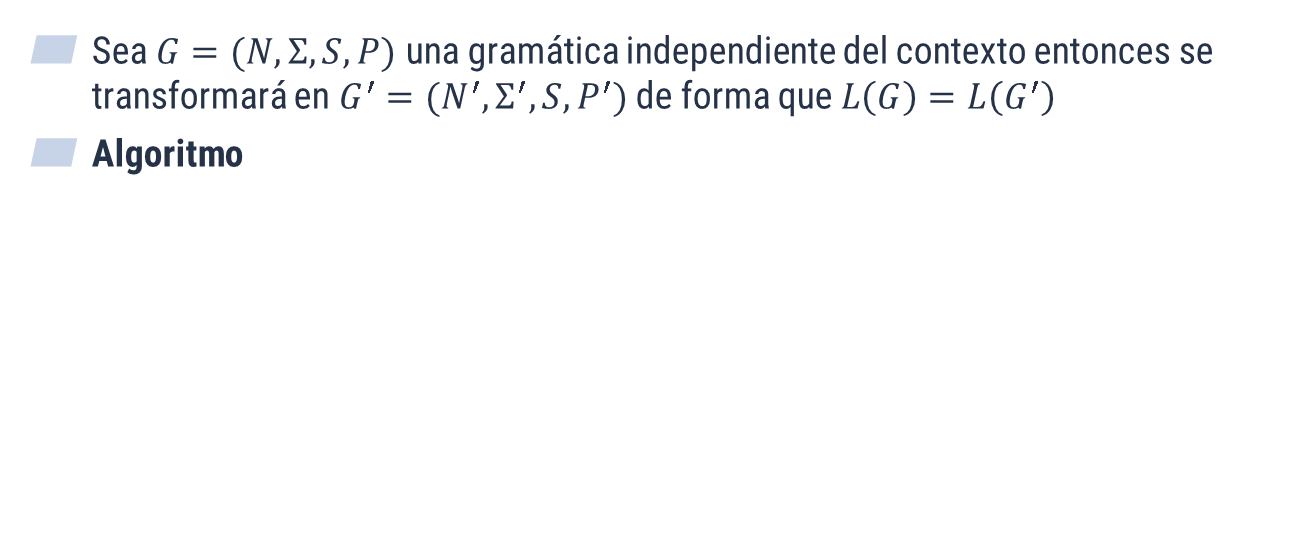 Sea G = (N, Σ, S, P) una gramática independiente del contexto entonces se
transformará en G′ = (N′, Σ′, S, P′) de forma que L(G) = L(G′)
Algoritmo